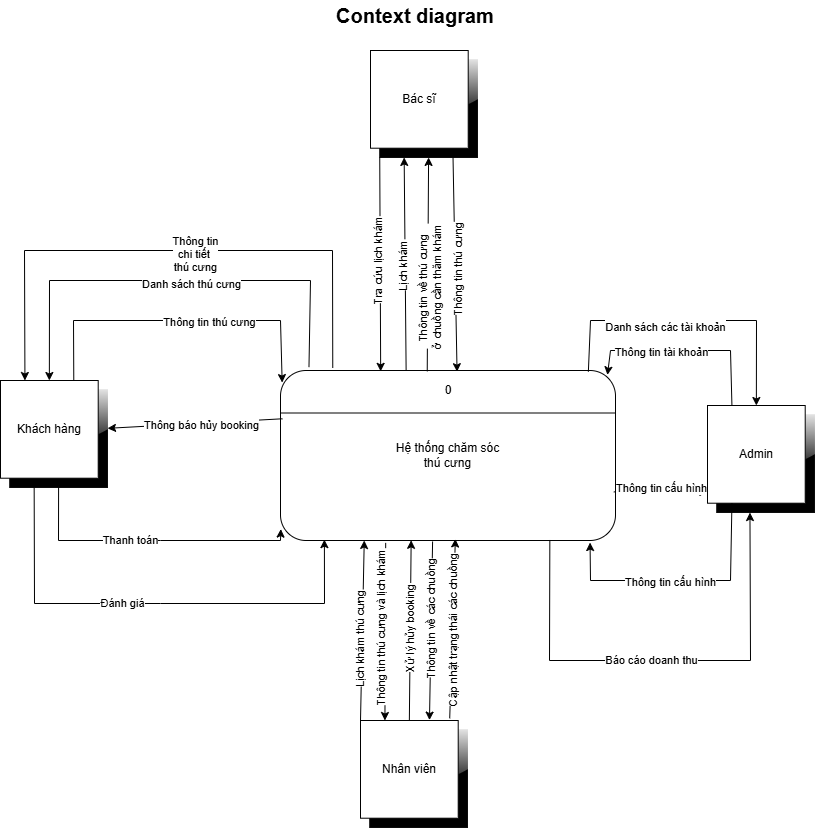 Context diagram
Bác sĩ
Tra cứu lịch khám
Lịch khám
Thông tin về thú cưng
ở chuồng cần thăm khám
Thông tin thú cưng
Thông tin
chi tiết
thú cưng
Danh sách thú cưng
Thông tin thú cưng
Danh sách các tài khoản
Thông tin tài khoản
0
Khách hàng
Thông báo hủy booking
Hệ thống chăm sóc
thú cưng
Admin
Thông tin cấu hình
Thanh toán
Thông tin cấu hình
Đánh giá
Báo cáo doanh thu
Lịch khám thú cưng
Thông tin thú cưng và lịch khám
Xử lý hủy booking
Thông tin về các chuồng
Cập nhật trạng thái các chuồng
Nhân viên